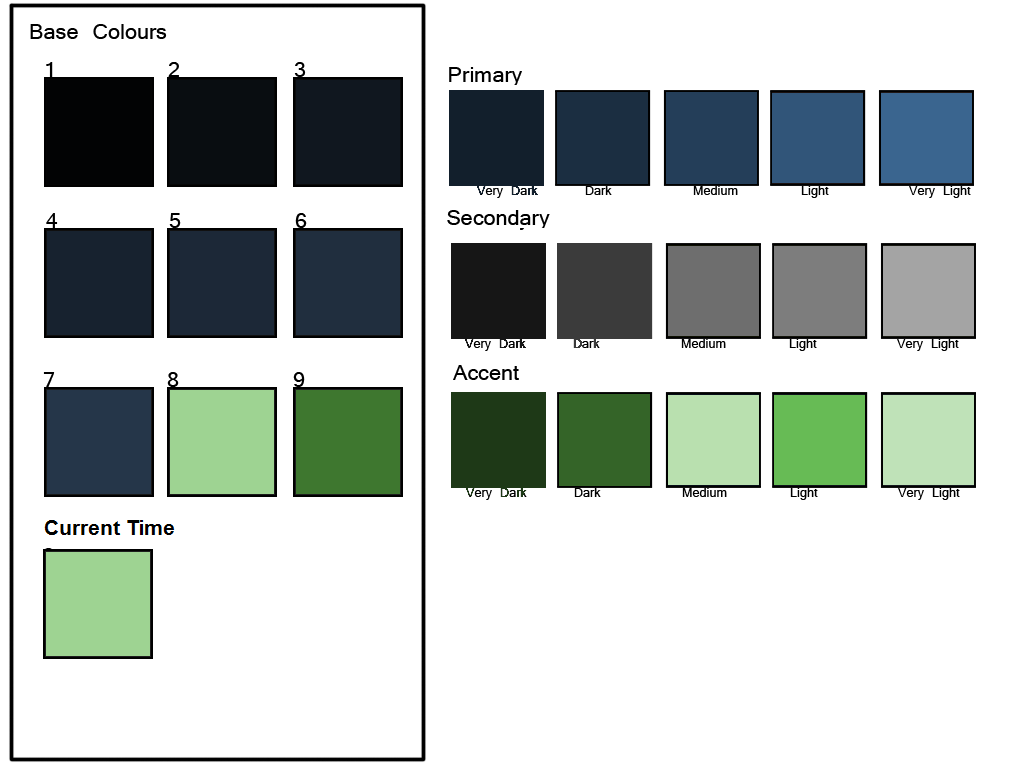 Base Colours
1 2 3
4 5 6
7 8 9
Current Time
Primary
Very Dark Dark Medium Light Very Light
Secondary
Very Dark Dark Medium Light Very Light
Accent
Very Dark Dark Medium Light Very Light